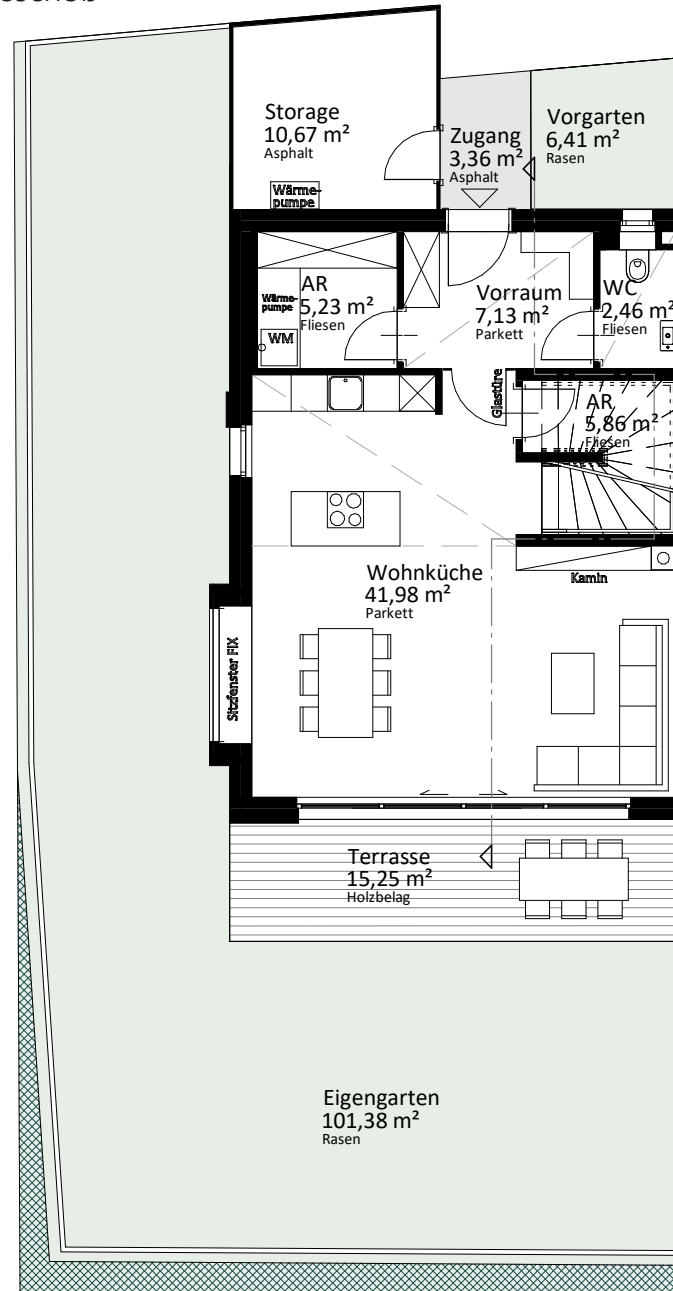 Storage
10,67 m²
Asphalt
Zugang
3,36 m²
Asphalt
Vorgarten
6,41 m²
Rasen
Wärme-
pumpe
AR
5,23 m²
Fliesen
Wärme-
pumpe
WM
Vorraum
7,13 m²
Parkett
WC
2,46 m²
Fliesen
Glastüre
AR
5,86 m²
Fliesen
Wohnküche
41,98 m²
Parkett
Kamin
Sitzfenster FIX
Terrasse
15,25 m²
Holzbelag
Eigengarten
101,38 m²
Rasen